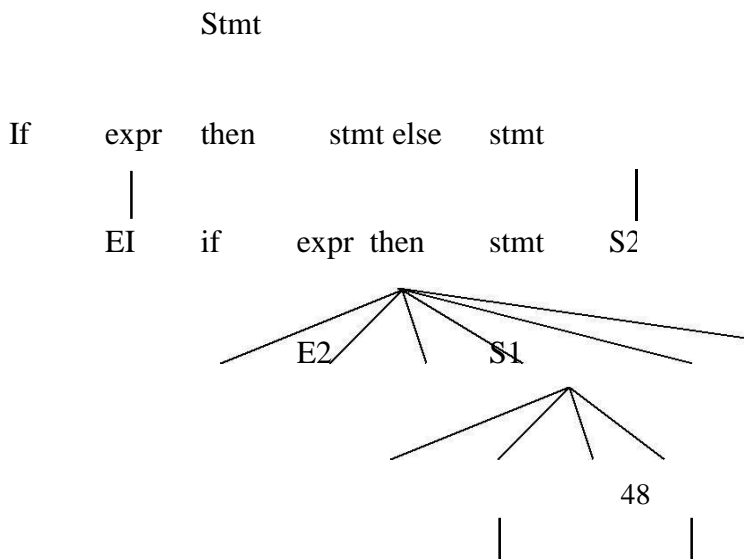 Stmt
If expr then stmt else stmt
EI if expr then stmt S2
E2 S1
48